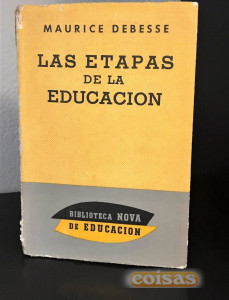 MAURICE DEBESSE
LAS ETAPAS
DE LA
EDUCACION
BIBLIOTECA NOVA
DE EDUCACION
coisas